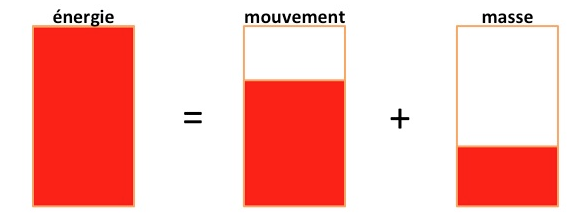 énergie mouvement masse
= +